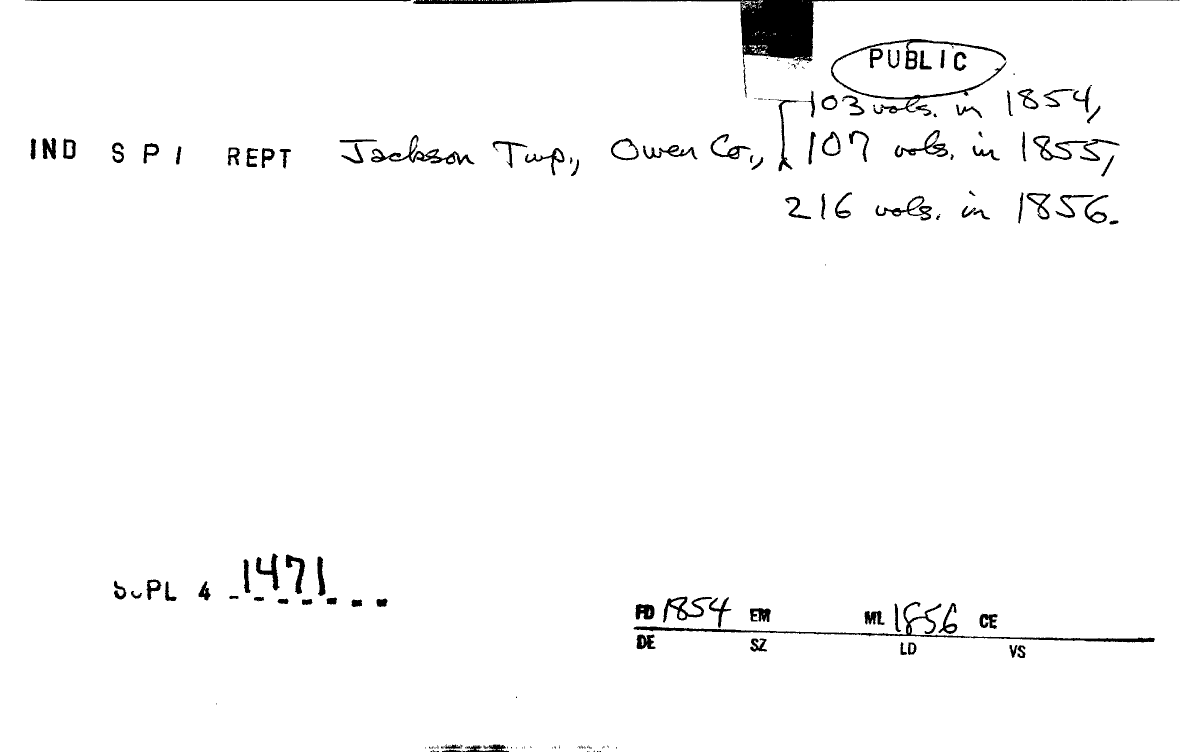 PUBLIC
103 vols. in 1854,
IND S P I REPT Jackson Twp., Owen Co., 107 vols. in 1855,
216 vols. in 1856.
SUPL 4 1471
FD 1854 EM ML 1856 CE
DE SZ LD VS